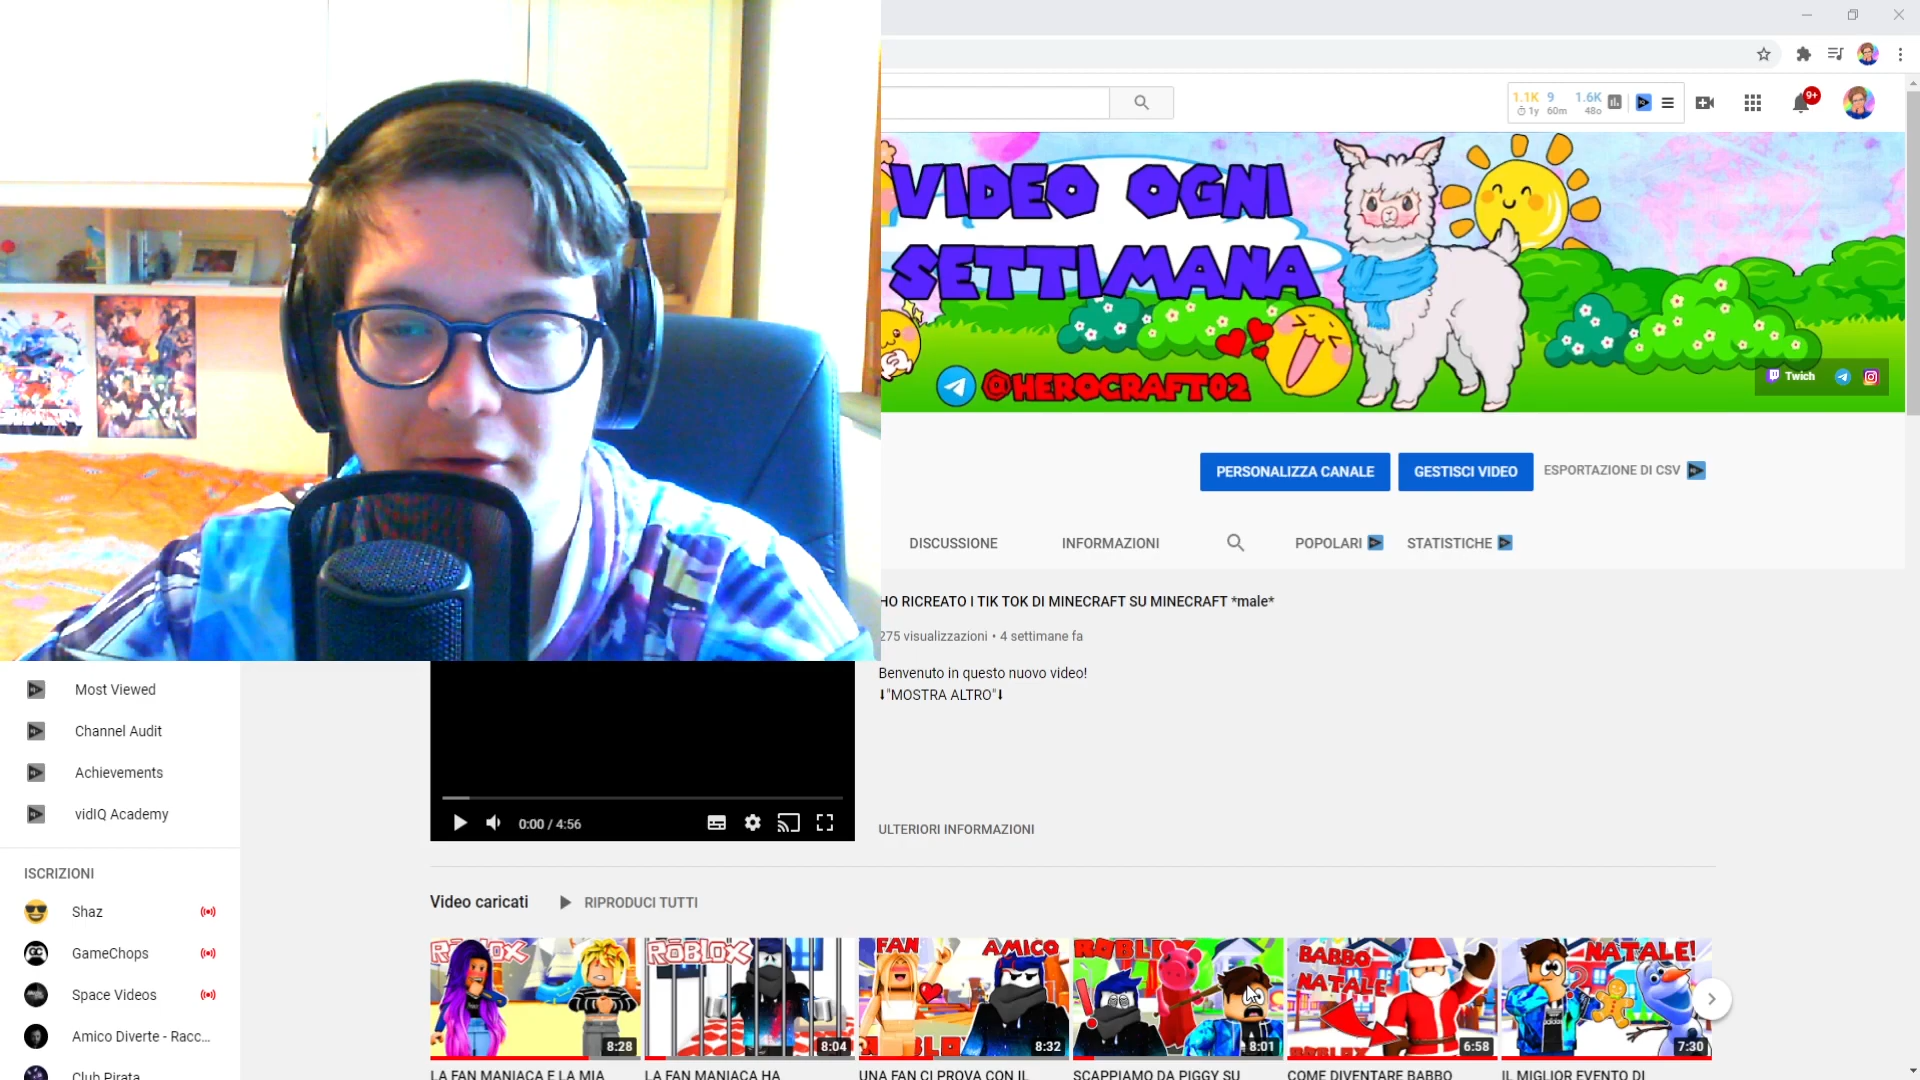 1.1K 9 1.6K
1y 60m 48o
9+
VIDEO OGNI
SETTIMANA
@HEROCRAFT02
Twich
PERSONALIZZA CANALE
GESTISCI VIDEO
ESPORTAZIONE DI CSV
DISCUSSIONE
INFORMAZIONI
POPOLARI
STATISTICHE
HO RICREATO I TIK TOK DI MINECRAFT SU MINECRAFT *male*
275 visualizzazioni • 4 settimane fa
Benvenuto in questo nuovo video!
⬇"MOSTRA ALTRO"⬇
ULTERIORI INFORMAZIONI
0:00 / 4:56
Most Viewed
Channel Audit
Achievements
vidIQ Academy
ISCRIZIONI
Shaz
GameChops
Space Videos
Amico Diverte - Racc...
Club Pirata
Video caricati
RIPRODUCI TUTTI
ROBLOX
8:28
ROBLOX
8:04
FAN AMICO
8:32
8:01
BABBO
NATALE
ROBLOX
6:58
NATALE!
7:30
LA FAN MANIACA E LA MIA
LA FAN MANIACA HA
UNA FAN CI PROVA CON IL
SCAPPIAMO DA PIGGY SU
COME DIVENTARE BABBO
IL MIGLIOR EVENTO DI